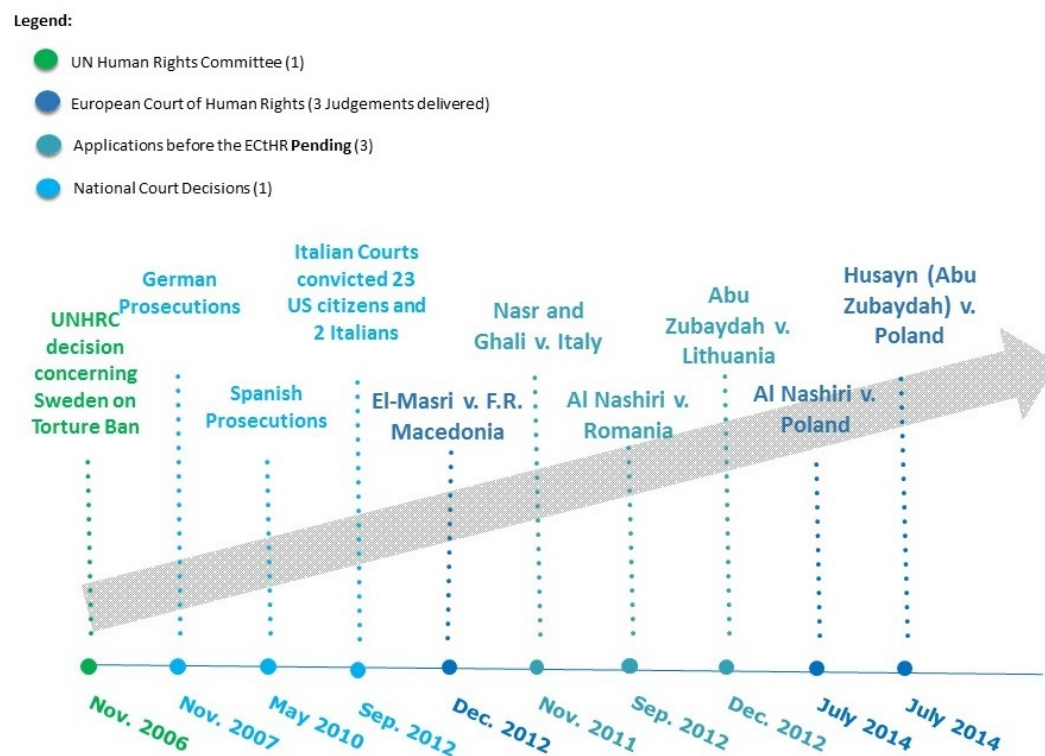 Legend:
UN Human Rights Committee (1)
European Court of Human Rights (3 Judgements delivered)
Applications before the ECtHR Pending (3)
National Court Decisions (1)
UNHRC
decision
concerning
Sweden on
Torture Ban
German
Prosecutions
Spanish
Prosecutions
Italian Courts
convicted 23
US citizens and
2 Italians
El-Masri v. F.R.
Macedonia
Nasr and
Ghali v. Italy
Al Nashiri v.
Romania
Abu
Zubaydah v.
Lithuania
Al Nashiri v.
Poland
Husayn (Abu
Zubaydah) v.
Poland
Nov. 2006
Nov. 2007
May 2010
Sep. 2012
Dec. 2012
Nov. 2011
Sep. 2012
Dec. 2012
July 2014
July 2014